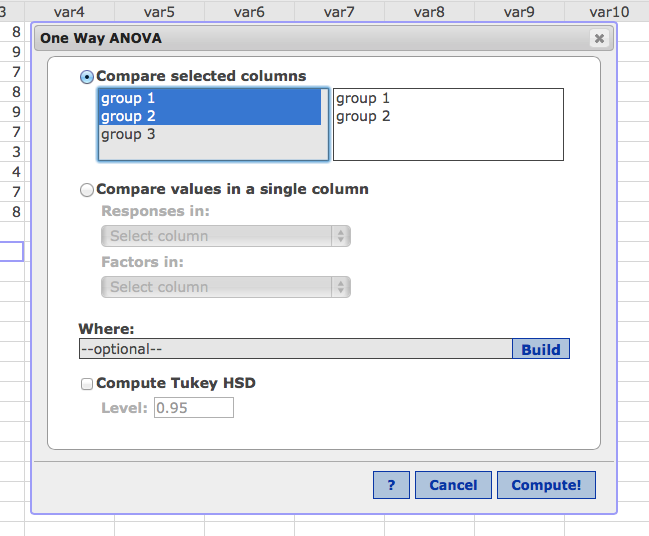 3 var4 var5 var6 var7 var8 var9 var10
8
9
7
8
9
7
3
4
7
8
One Way ANOVA
Compare selected columns
group 1
group 2
group 3
group 1
group 2
Compare values in a single column
Responses in:
Select column
Factors in:
Select column
Where:
--optional-- Build
Compute Tukey HSD
Level: 0.95
? Cancel Compute!